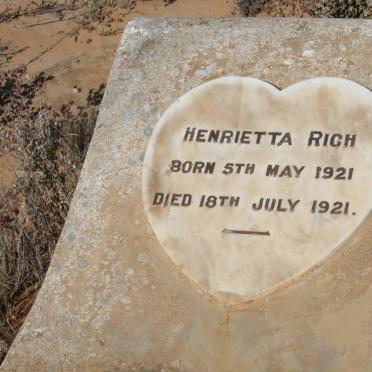 HENRIETTA RICH
BORN 5TH MAY 1921
DIED 18TH JULY 1921.